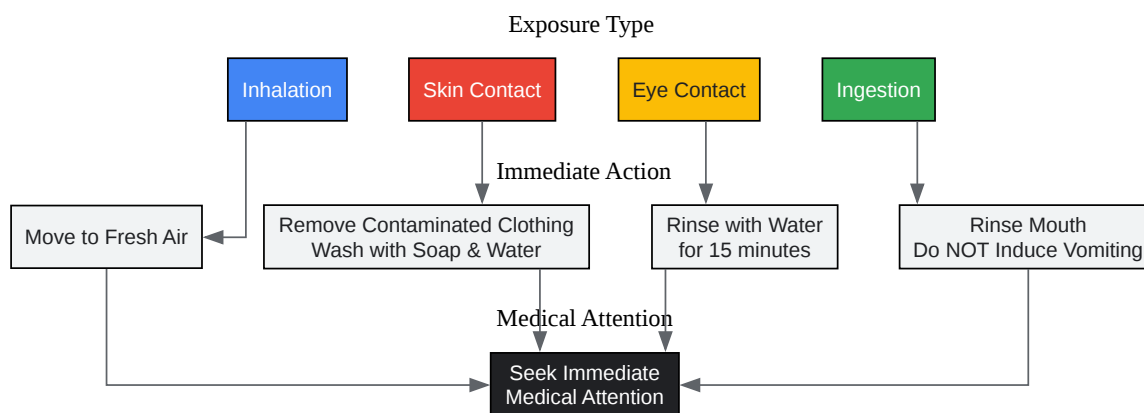 Exposure Type
Inhalation
Skin Contact
Eye Contact
Ingestion
Immediate Action
Move to Fresh Air
Remove Contaminated Clothing
Wash with Soap & Water
Rinse with Water
for 15 minutes
Rinse Mouth
Do NOT Induce Vomiting
Medical Attention
Seek Immediate
Medical Attention